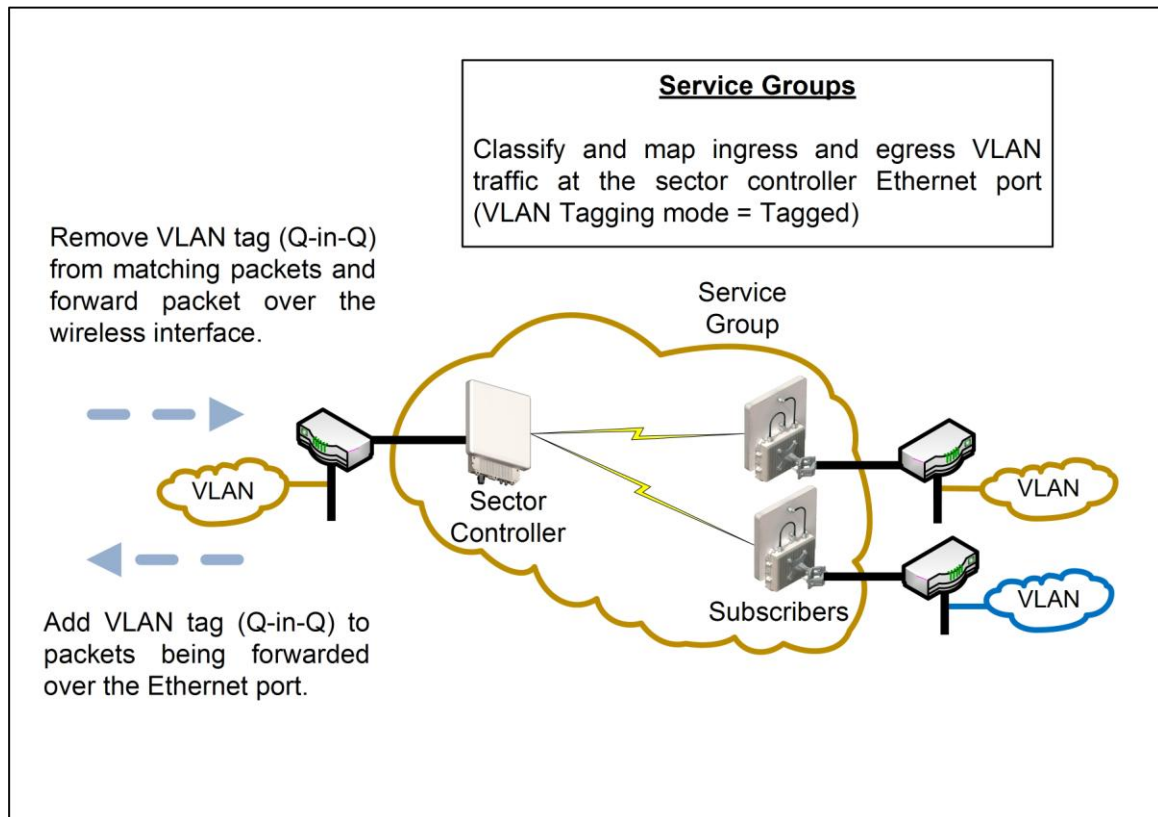 Service Groups
Classify and map ingress and egress VLAN
traffic at the sector controller Ethernet port
(VLAN Tagging mode = Tagged)
Remove VLAN tag (Q-in-Q)
from matching packets and
forward packet over the
wireless interface.
Service
Group
VLAN
Sector
Controller
VLAN
Subscribers
VLAN
Add VLAN tag (Q-in-Q) to
packets being forwarded
over the Ethernet port.